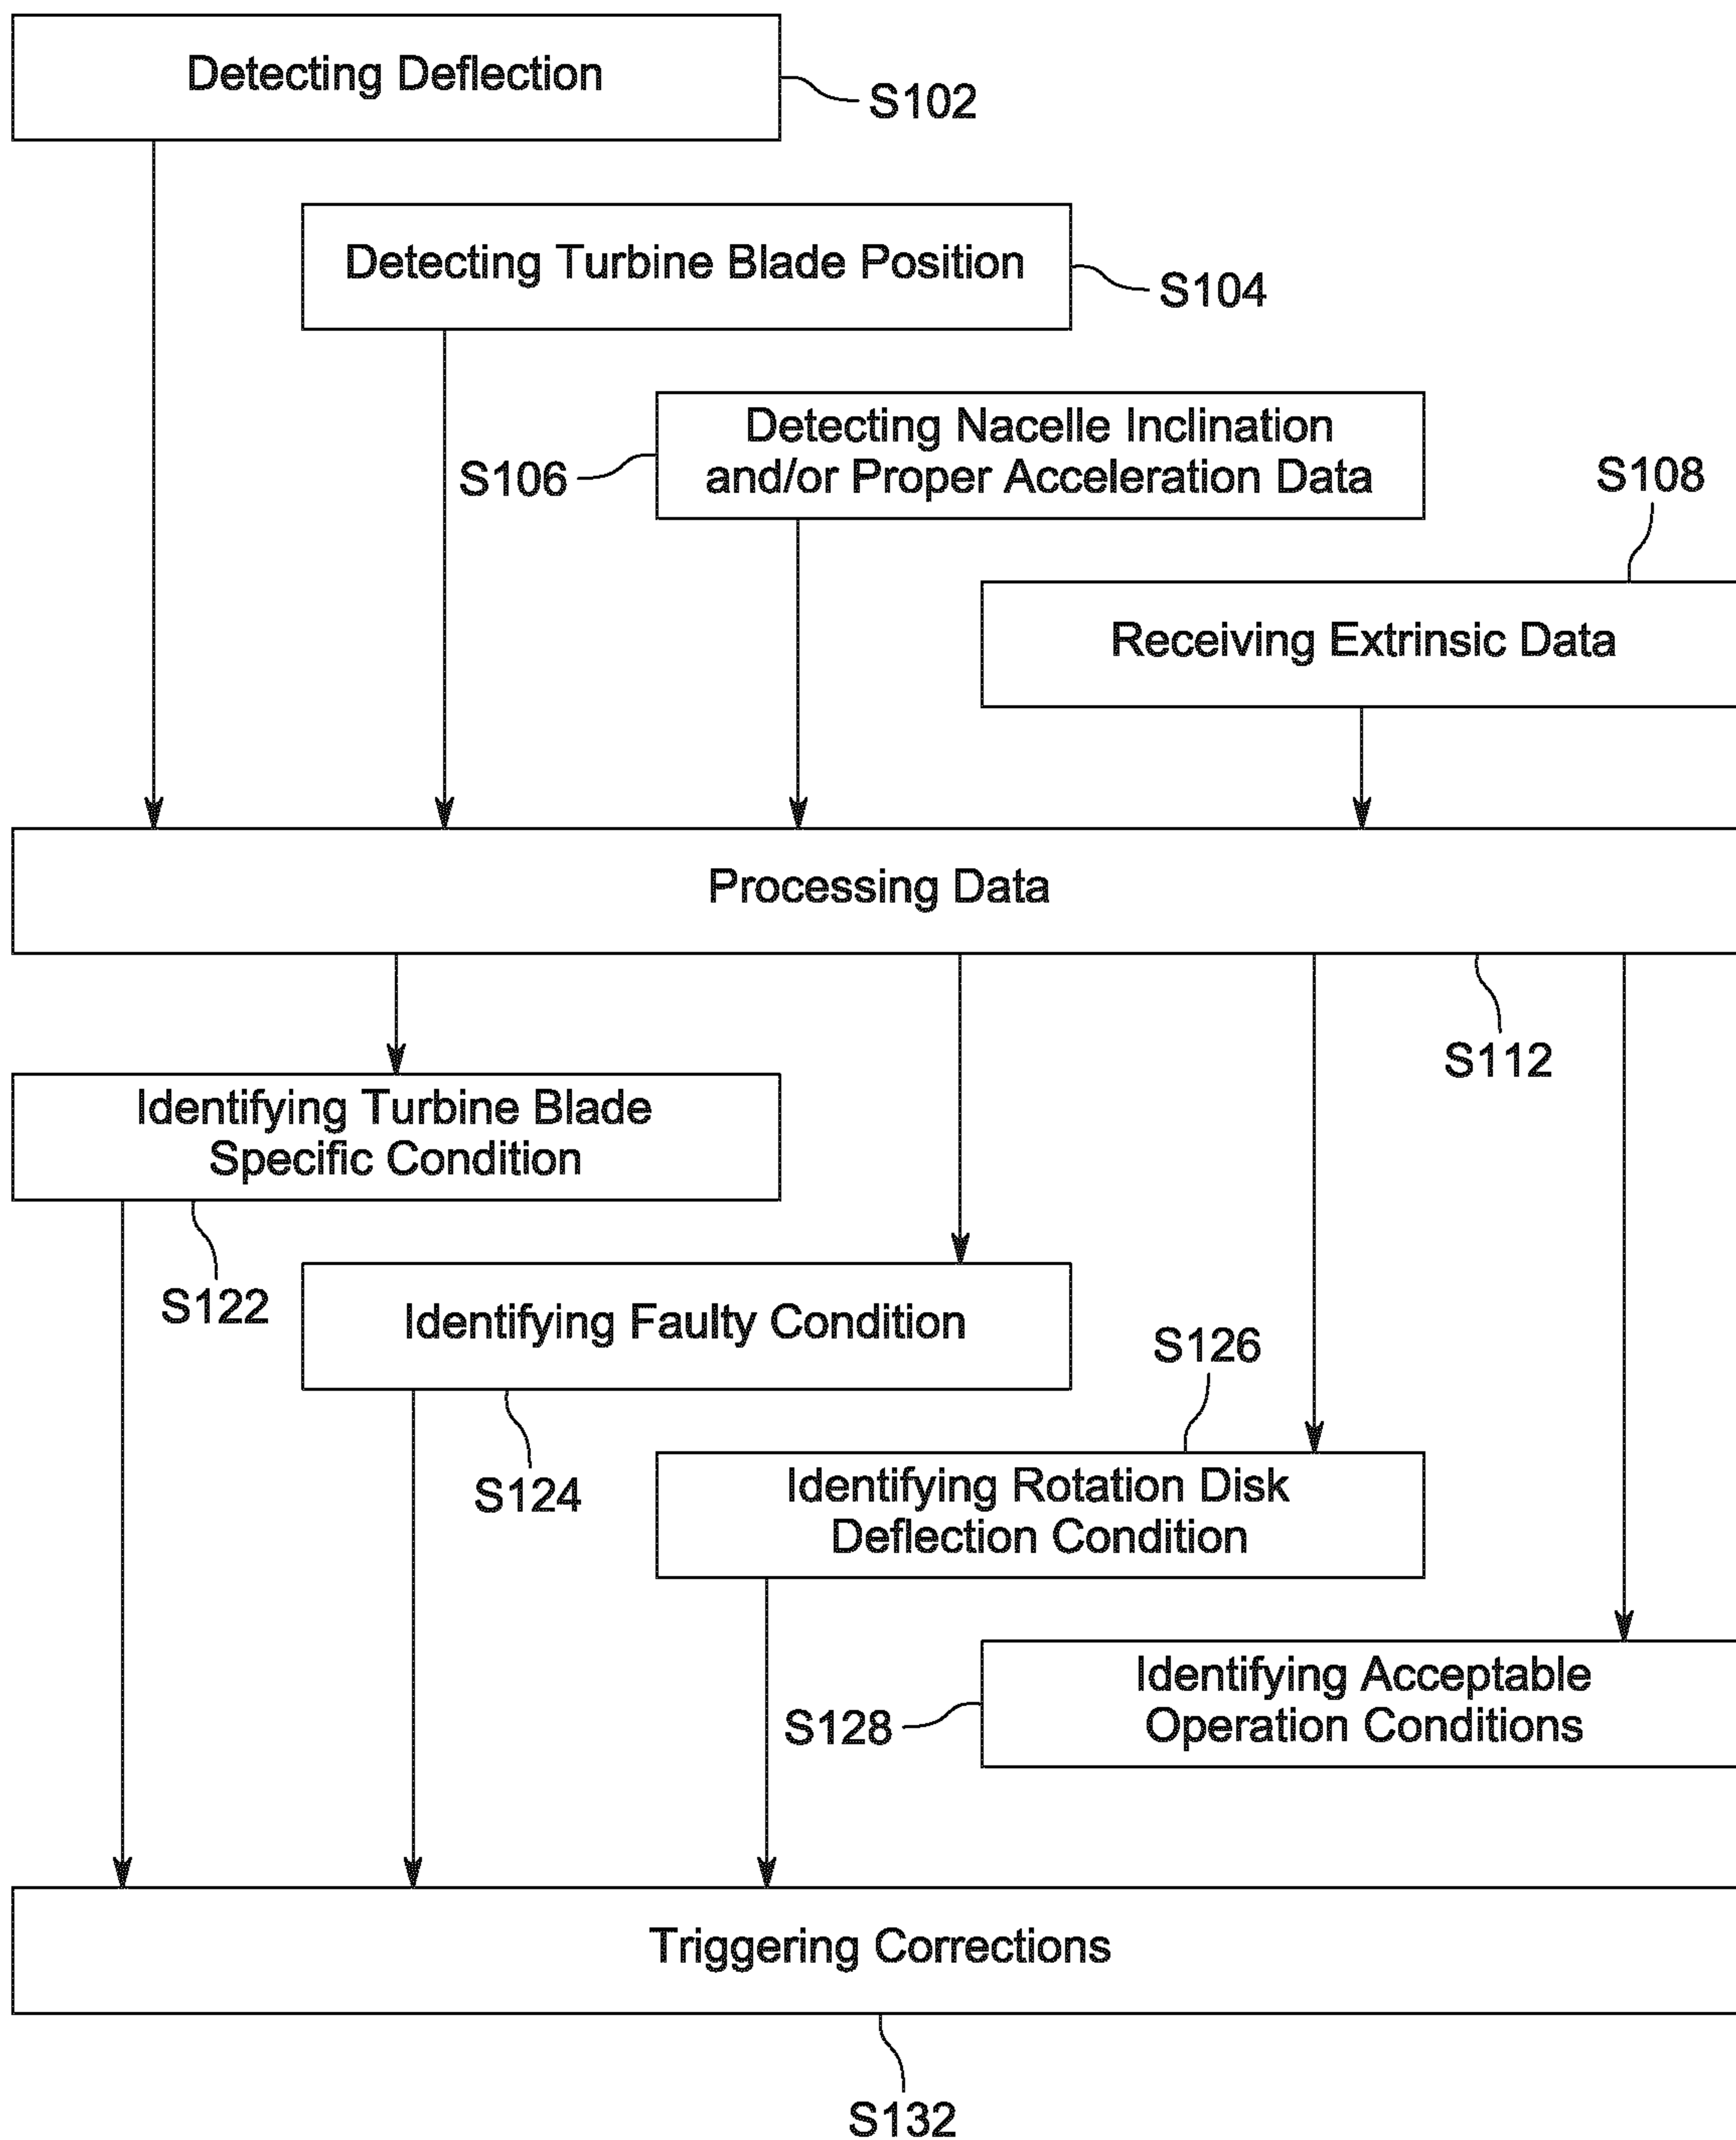 Detecting Deflection
S102
Detecting Turbine Blade Position
S104
Detecting Nacelle Inclination
and/or Proper Acceleration Data
S106
S108
Receiving Extrinsic Data
Processing Data
S112
Identifying Turbine Blade
Specific Condition
S122
Identifying Faulty Condition
S124
S126
Identifying Rotation Disk
Deflection Condition
Identifying Acceptable
Operation Conditions
S128
Triggering Corrections
S132